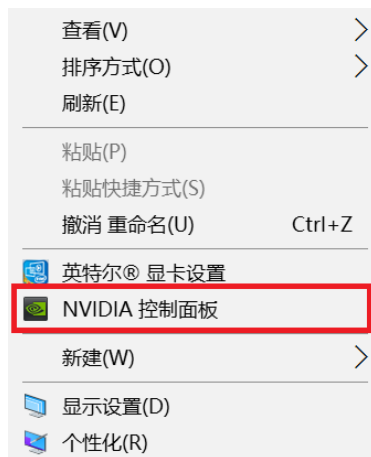 查看(V)
排序方式(O)
刷新(E)
粘贴(P)
粘贴快捷方式(S)
撤消 重命名(U) Ctrl+Z
英特尔® 显卡设置
NVIDIA 控制面板
新建(W)
显示设置(D)
个性化(R)